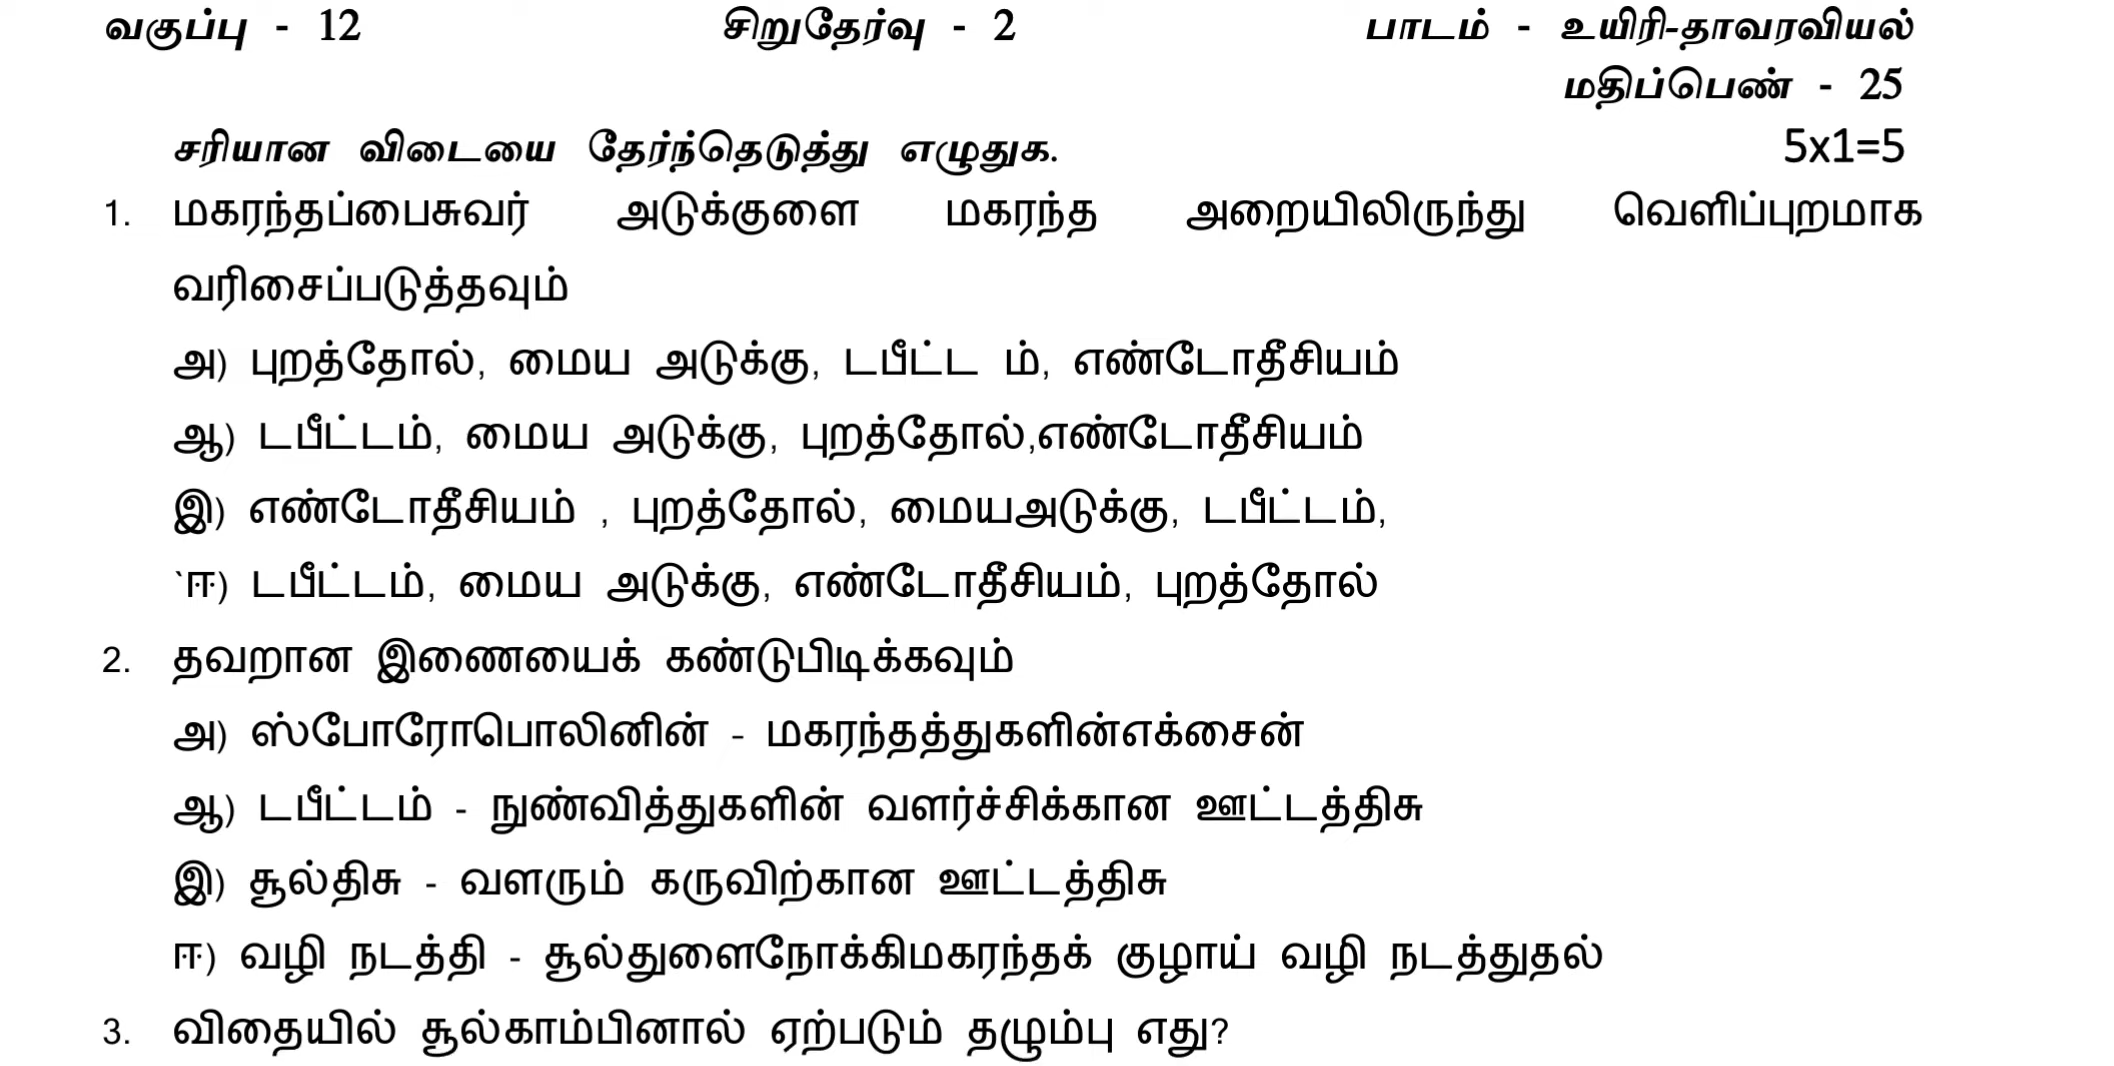 வகுப்பு - 12 சிறுதேர்வு - 2 பாடம் - உயிரி-தாவரவியல்
மதிப்பெண் - 25
சரியான விடையை தேர்ந்தெடுத்து எழுதுக. 5x1=5
1. மகரந்தப்பைசுவர் அடுக்குளை மகரந்த அறையிலிருந்து வெளிப்புறமாக
வரிசைப்படுத்தவும்
அ) புறத்தோல், மைய அடுக்கு, டபீட்ட ம், எண்டோதீசியம்
ஆ) டபீட்டம், மைய அடுக்கு, புறத்தோல்,எண்டோதீசியம்
இ) எண்டோதீசியம் , புறத்தோல், மையஅடுக்கு, டபீட்டம்,
`ஈ) டபீட்டம், மைய அடுக்கு, எண்டோதீசியம், புறத்தோல்
2. தவறான இணையைக் கண்டுபிடிக்கவும்
அ) ஸ்போரோபொலினின் - மகரந்தத்துகளின்எக்சைன்
ஆ) டபீட்டம் - நுண்வித்துகளின் வளர்ச்சிக்கான ஊட்டத்திசு
இ) சூல்திசு - வளரும் கருவிற்கான ஊட்டத்திசு
ஈ) வழி நடத்தி - சூல்துளைநோக்கிமகரந்தக் குழாய் வழி நடத்துதல்
3. விதையில் சூல்காம்பினால் ஏற்படும் தழும்பு எது?